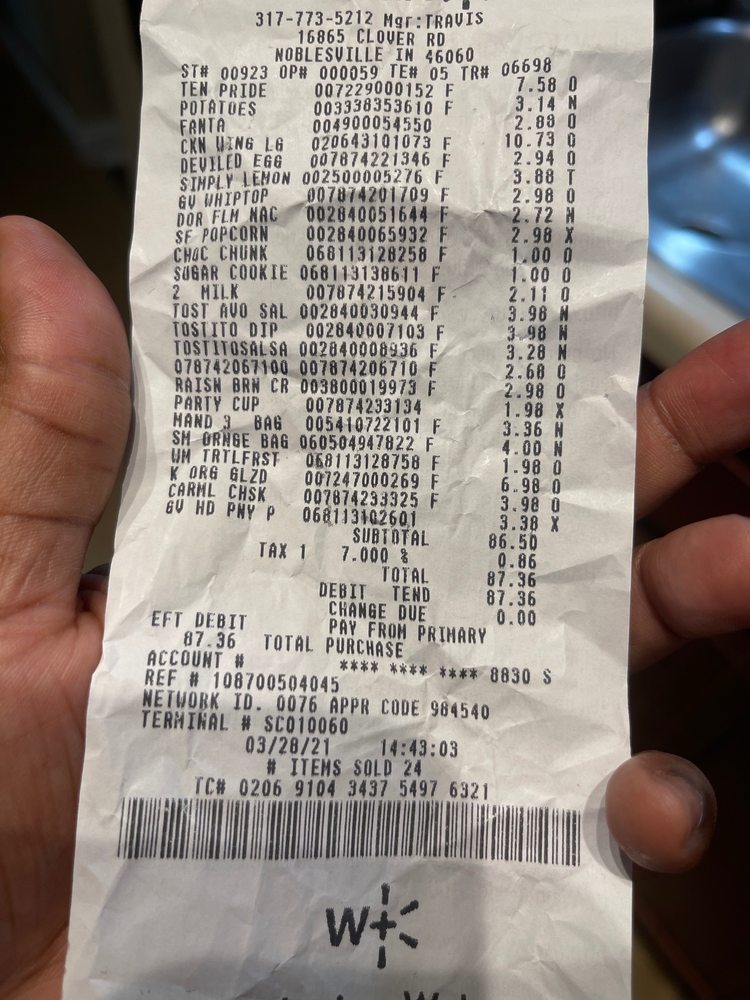 317-773-5212 Mgr:TRAVIS
16865 CLOVER RD
NOBLESVILLE IN 46060
ST# 00923 OP# 000059 TE# 05 TR# 06698
TEN PRIDE 007229000152 F 7.58 O
POTATOES 003338353610 F 3.14 N
FANTA 004900054550 2.88 O
CKN WING LG 020643101073 F 10.73 O
DEVILED EGG 007874221346 F 2.94 O
SIMPLY LEMON 002500005276 F 3.88 T
GV WHIPTOP 007874201709 F 2.98 O
DOR FLM NAC 002840051644 F 2.72 N
SF POPCORN 002840065932 F 2.98 X
CHOC CHUNK 068113128258 F 1.00 O
SUGAR COOKIE 068113138611 F 1.00 O
2 MILK 007874215904 F 2.11 O
TOST AVO SAL 002840030944 F 3.98 N
TOSTITO DIP 002840007103 F 3.98 N
TOSTITOSALSA 002840008936 F 3.28 N
078742067100 007874206710 F 2.68 O
RAISN BRN CR 003800019973 F 2.98 O
PARTY CUP 007874233134 1.98 X
MAND 3 BAG 005410722101 F 3.36 N
SM ORNGE BAG 060504947822 F 4.00 N
WM TRTLFRST 068113128758 F 1.98 O
K ORG GLZD 007247000269 F 6.98 O
CARML CHSK 007874233325 F 3.98 O
GV HD PNY P 068113102601 3.38 X
SUBTOTAL 86.50
TAX 1 7.000 % 0.86
TOTAL 87.36
DEBIT TEND 87.36
CHANGE DUE 0.00
EFT DEBIT PAY FROM PRIMARY
87.36 TOTAL PURCHASE
ACCOUNT # **** **** **** 8830 S
REF # 108700504045
NETWORK ID. 0076 APPR CODE 984540
TERMINAL # SC010060
03/28/21 14:43:03
# ITEMS SOLD 24
TC# 0206 9104 3437 5497 6321
W+